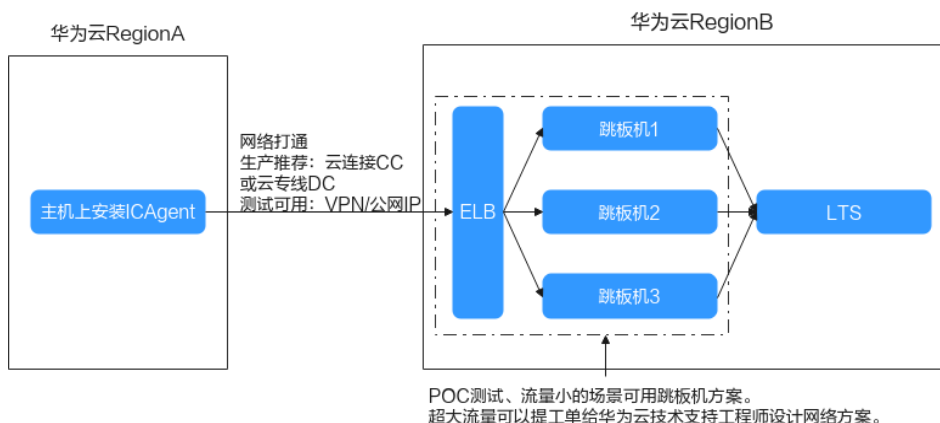 华为云RegionA
华为云RegionB
网络打通
生产推荐：云连接CC
或云专线DC
测试可用：VPN/公网IP
主机上安装ICAgent
ELB
跳板机1
跳板机2
跳板机3
LTS
POC测试、流量小的场景可用跳板机方案。
超大流量可以提工单给华为云技术支持工程师设计网络方案。